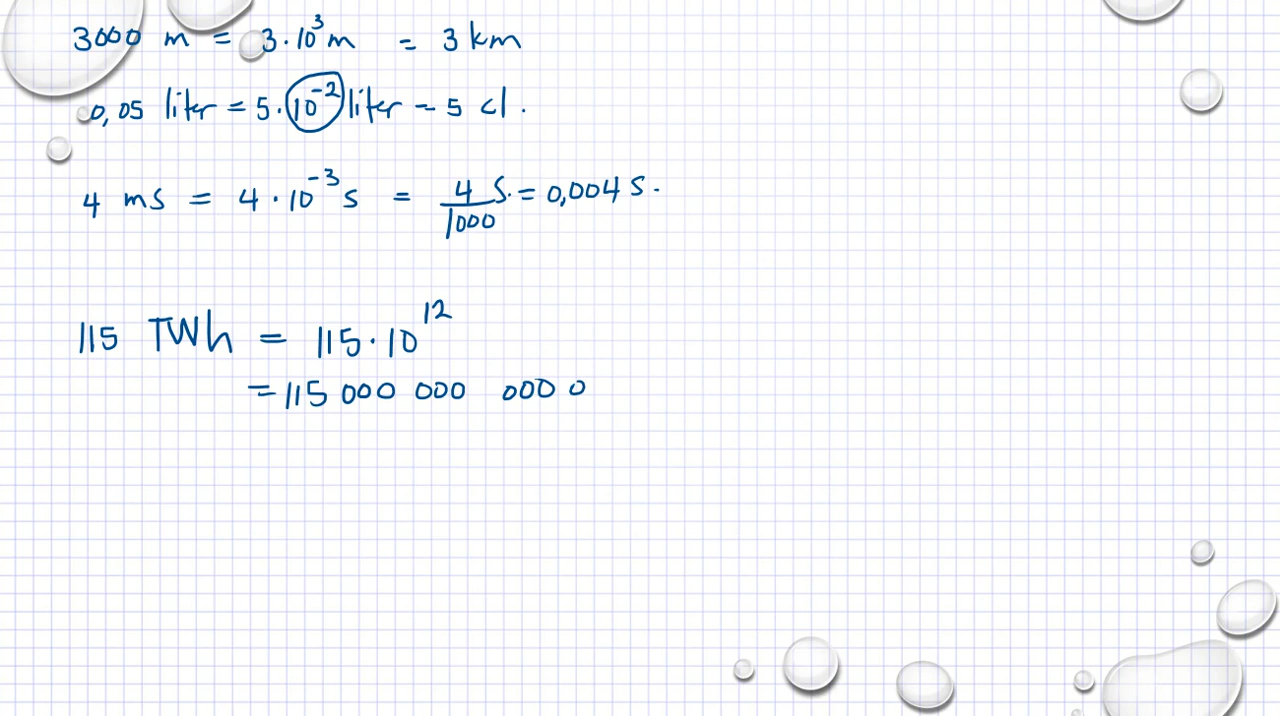 3000 m = 3·10³ m = 3 km
0,05 liter = 5·10⁻² liter = 5 cl.
4 ms = 4·10⁻³ s = 4/1000 s. = 0,004 s.
115 TWh = 115·10¹²
= 115 000 000 000 0